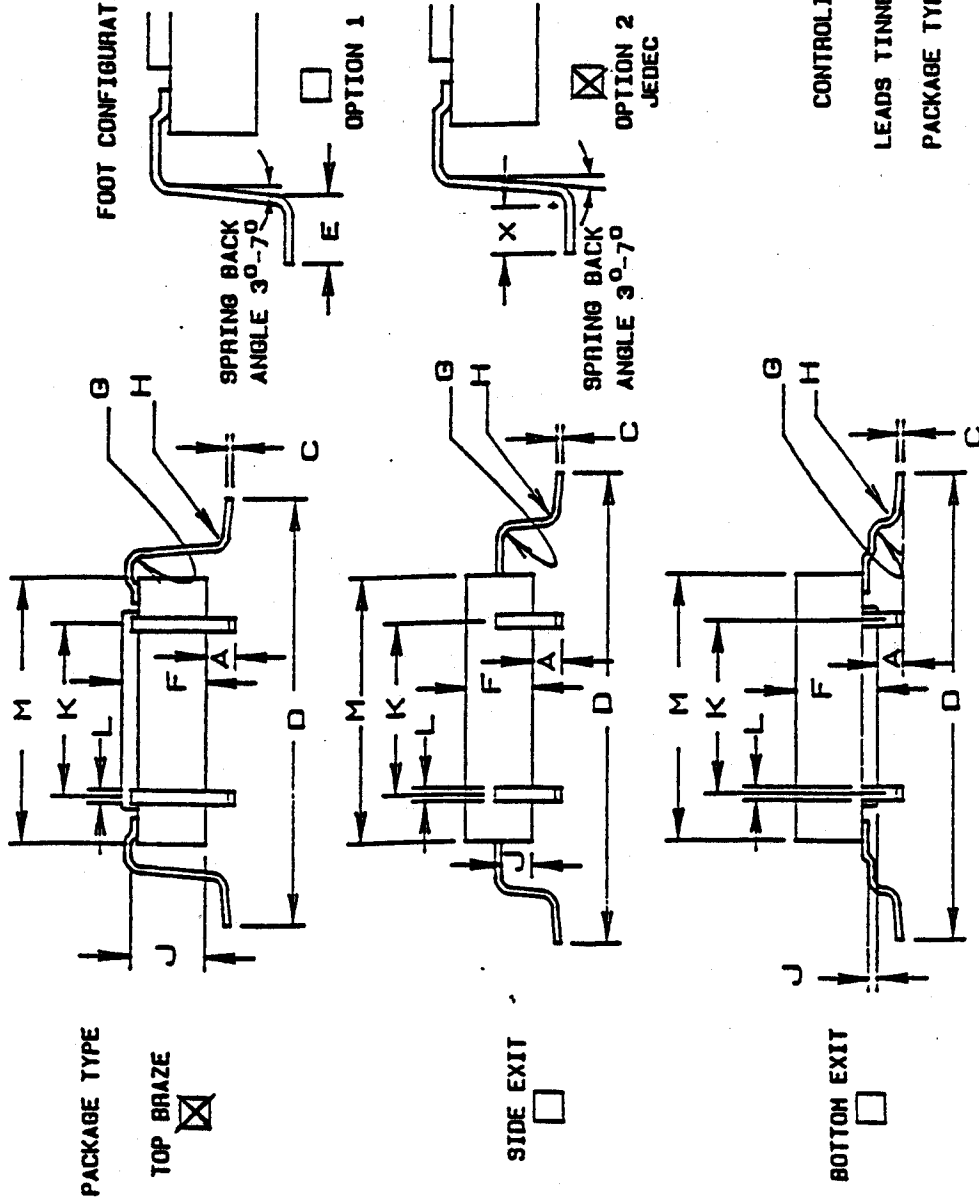 PACKAGE TYPE
TOP BRAZE
M
K
L
F
A
D
J
G
H
C
SIDE EXIT
M
K
L
F
A
D
J
G
H
C
BOTTOM EXIT
M
K
L
F
A
D
J
G
H
C
FOOT CONFIGURAT
SPRING BACK
ANGLE 3°-7°
E
OPTION 1
X
SPRING BACK
ANGLE 3°-7°
OPTION 2
JEDEC
CONTROLI
LEADS TINNE
PACKAGE TYP